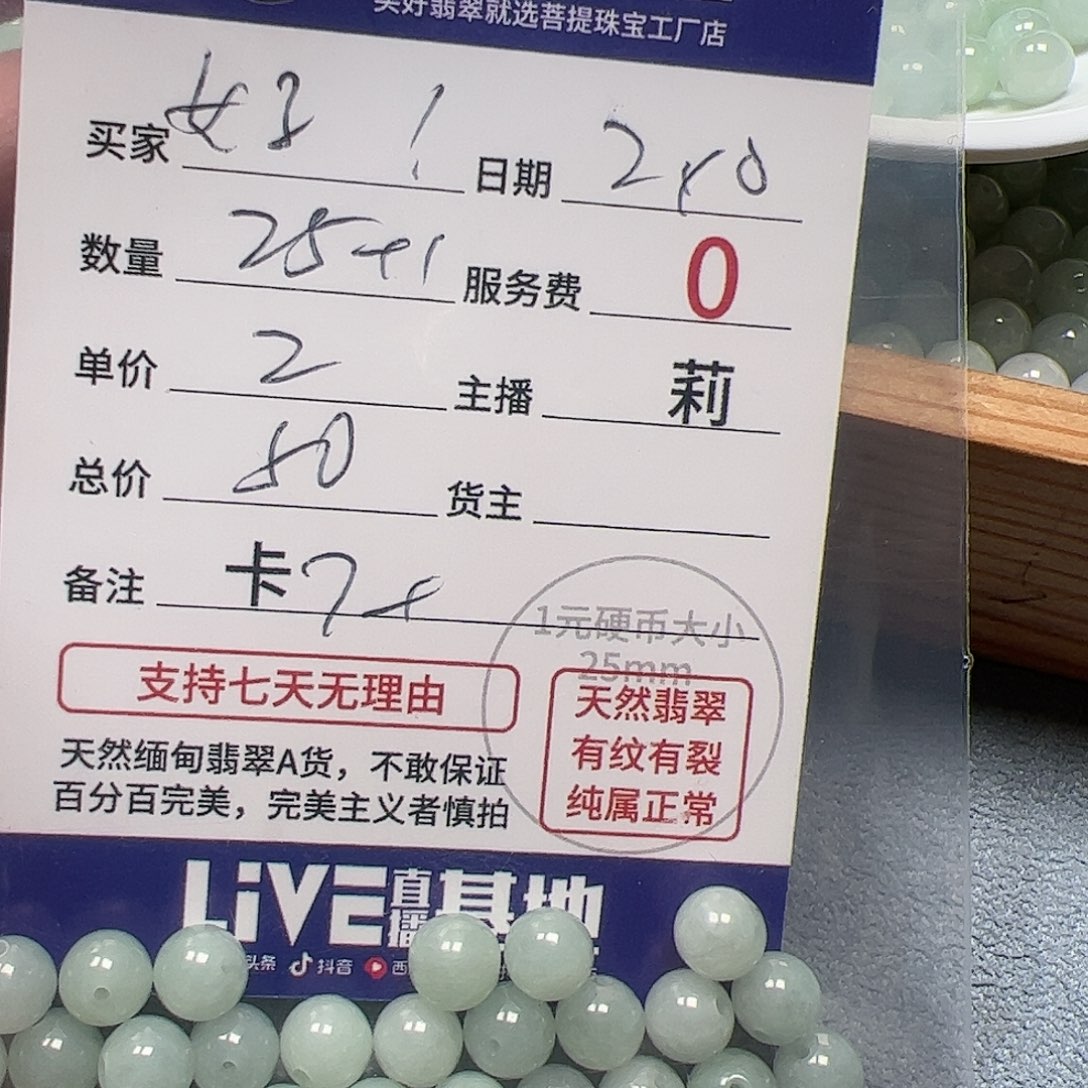 买好翡翠就选菩提珠宝工厂店
买家 女子! 日期
数量 25+1 服务费 0
单价 2 主播 莉
总价 50 货主
备注 卡7+
1元硬币大小
25mm
支持七天无理由
天然翡翠
有纹有裂
纯属正常
天然缅甸翡翠A货，不敢保证
百分百完美，完美主义者慎拍
LiVE直播基地
头条 抖音 西